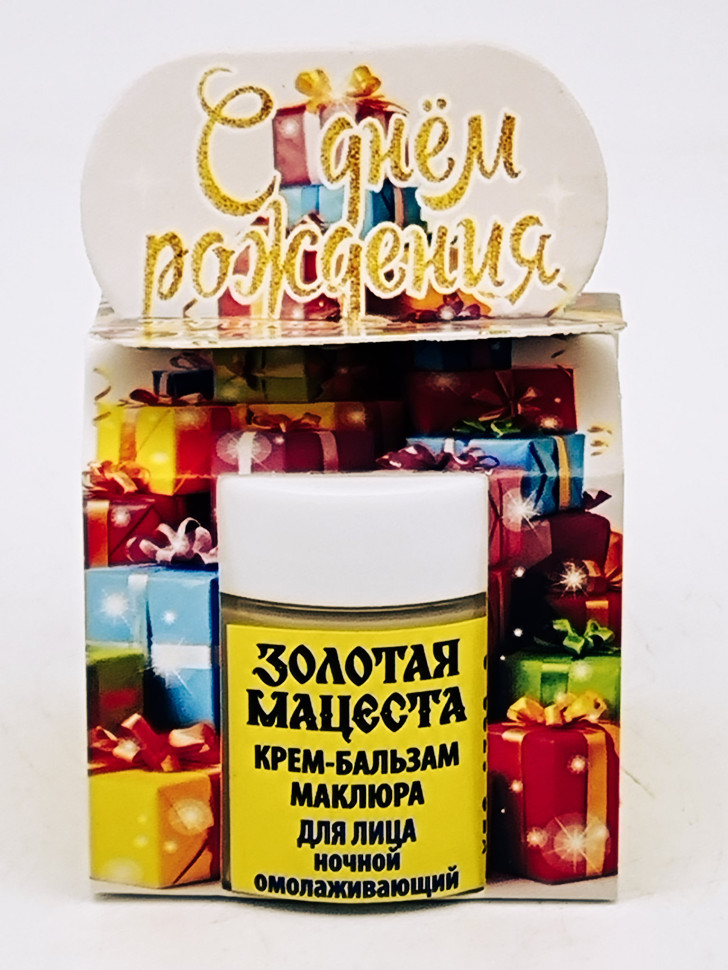 С днём
рождения
ЗОЛОТАЯ
МАЦЕСТА
КРЕМ-БАЛЬЗАМ
МАКЛЮРА
ДЛЯ ЛИЦА
ночной
омолаживающий